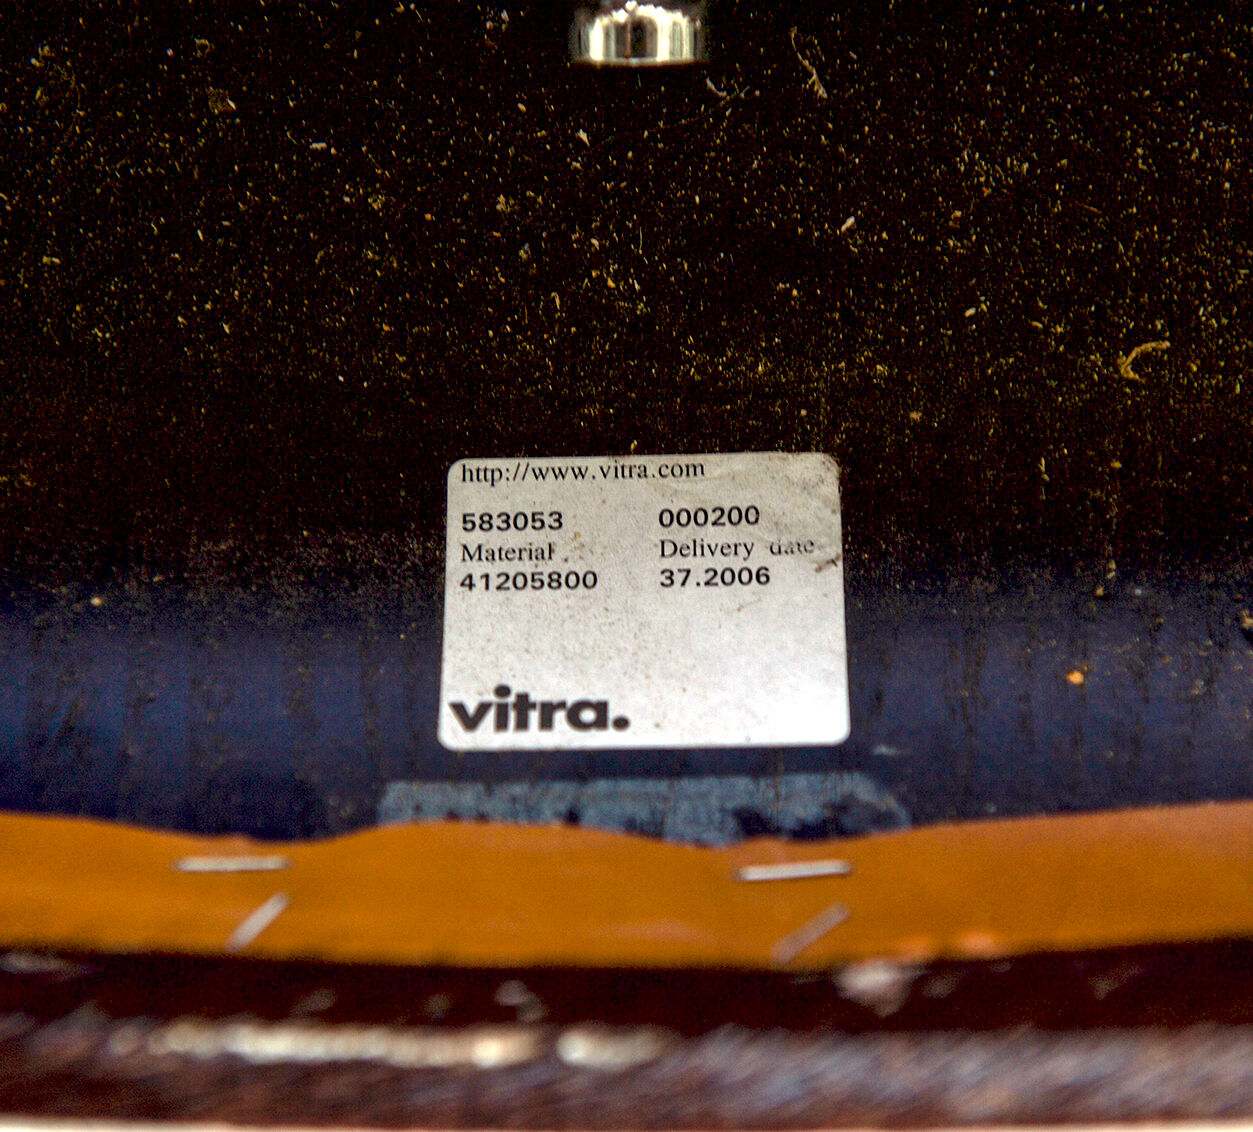 http://www.vitra.com
583053 000200
Material Delivery date
41205800 37.2006
vitra.